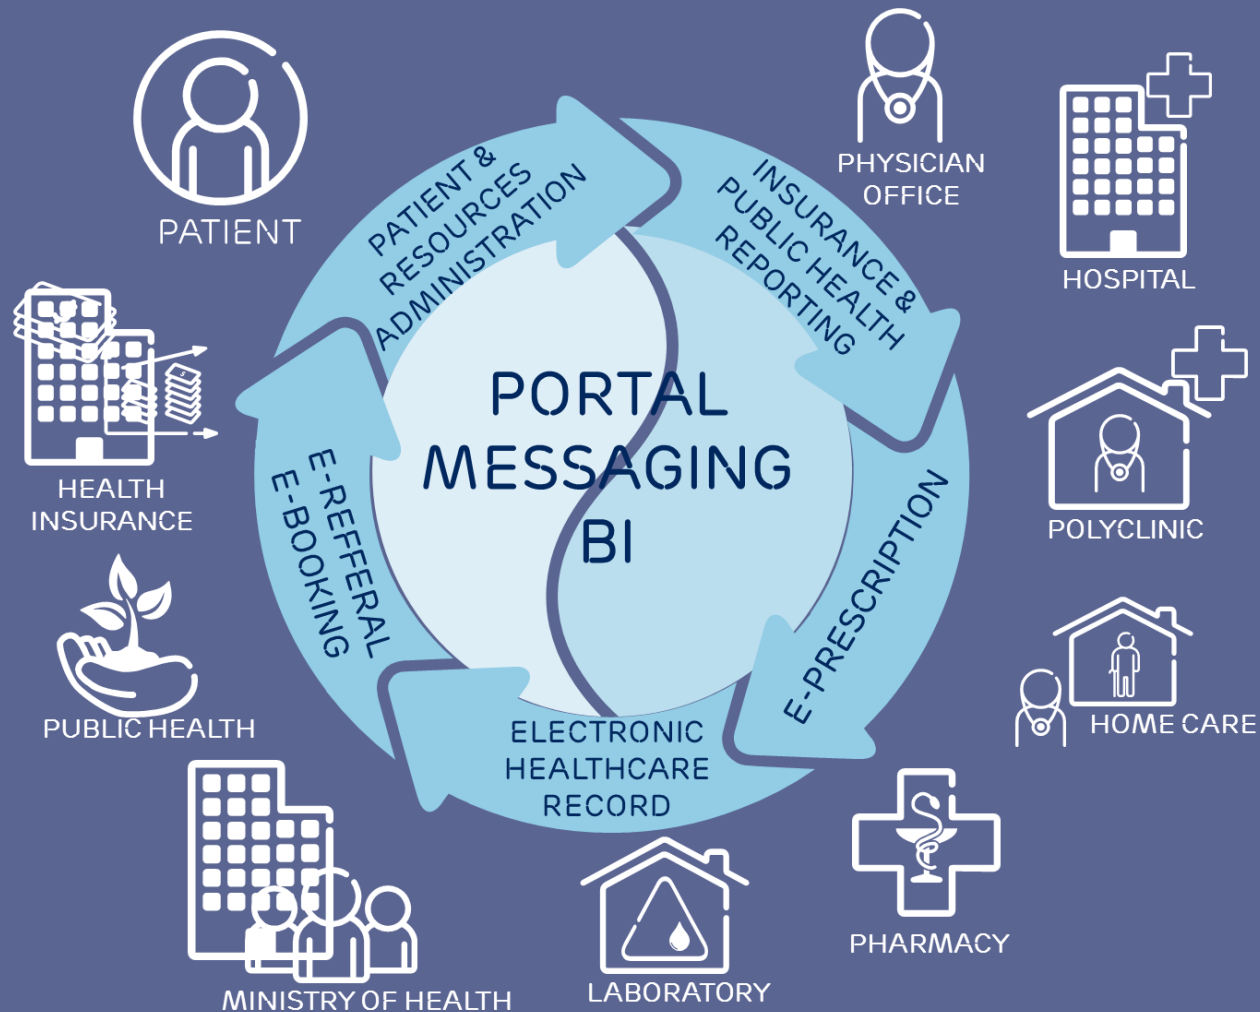 PATIENT
PHYSICIAN
OFFICE
HOSPITAL
PATIENT &
RESOURCES
ADMINISTRATION
INSURANCE &
PUBLIC HEALTH
REPORTING
HEALTH
INSURANCE
PORTAL
MESSAGING
BI
POLYCLINIC
E-REFFERAL
E-BOOKING
E-PRESCRIPTION
PUBLIC HEALTH
HOME CARE
ELECTRONIC
HEALTHCARE
RECORD
PHARMACY
LABORATORY
MINISTRY OF HEALTH